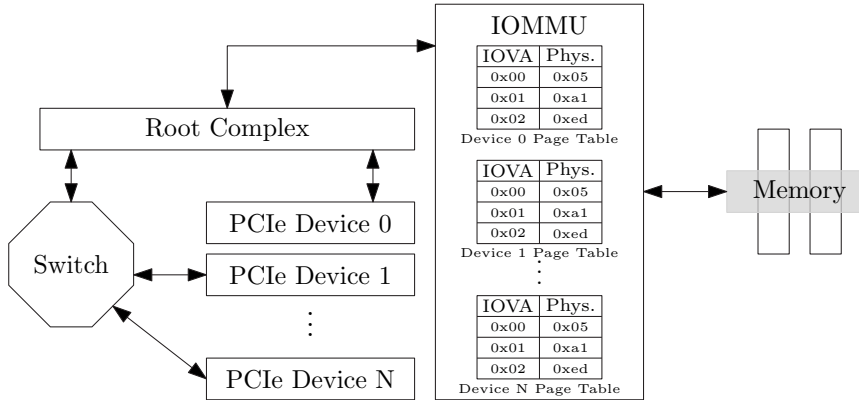 IOMMU
IOVA Phys.
0x00 0x05
0x01 0xa1
0x02 0xed
Device 0 Page Table
IOVA Phys.
0x00 0x05
0x01 0xa1
0x02 0xed
Device 1 Page Table
⋮
IOVA Phys.
0x00 0x05
0x01 0xa1
0x02 0xed
Device N Page Table
Root Complex
Switch
PCIe Device 0
PCIe Device 1
⋮
PCIe Device N
Memory